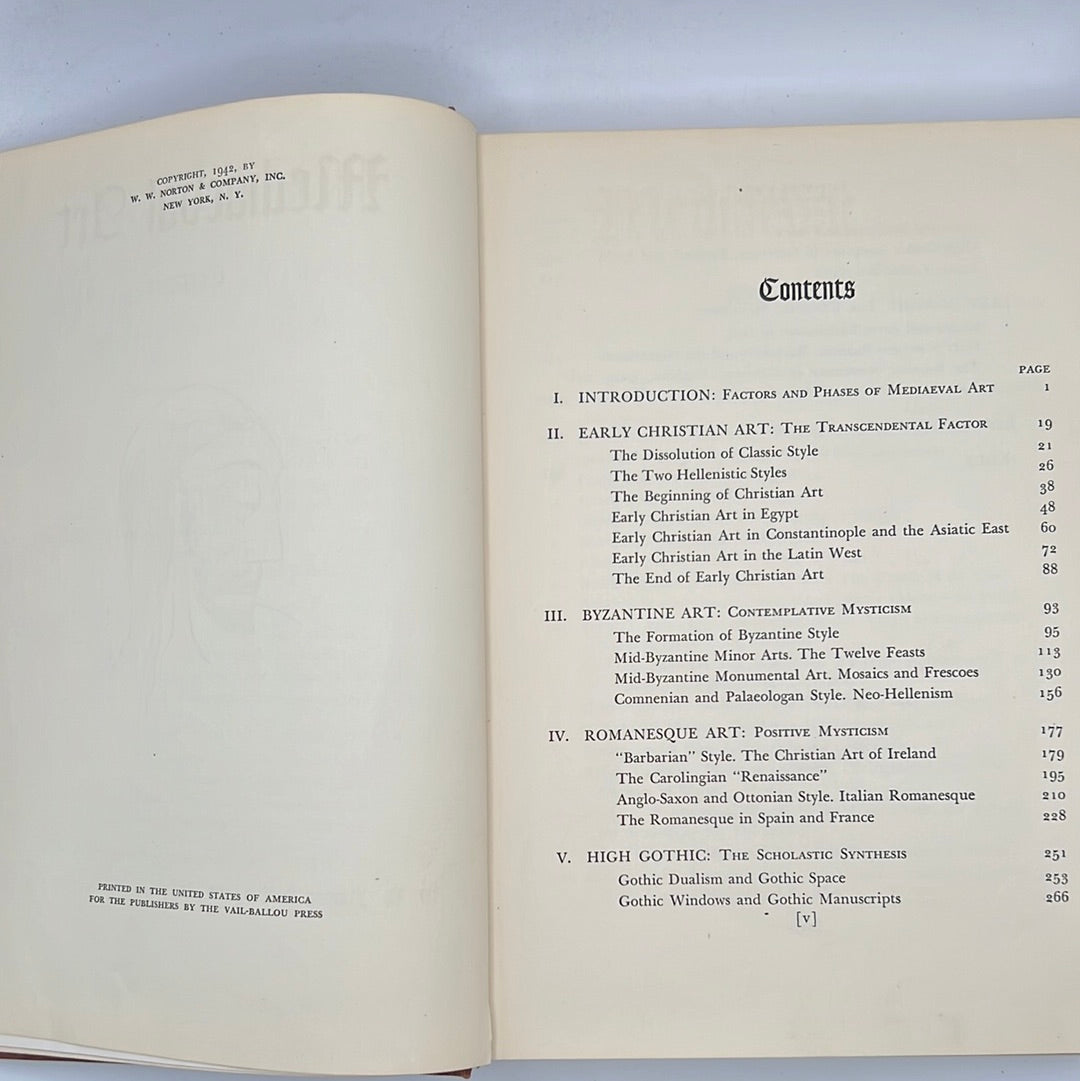 COPYRIGHT, 1942, BY
W. W. NORTON & COMPANY, INC.
NEW YORK, N. Y.
PRINTED IN THE UNITED STATES OF AMERICA
FOR THE PUBLISHERS BY THE VAIL-BALLOU PRESS
Contents
PAGE
I. INTRODUCTION: FACTORS AND PHASES OF MEDIAEVAL ART 1
II. EARLY CHRISTIAN ART: THE TRANSCENDENTAL FACTOR 19
The Dissolution of Classic Style 21
The Two Hellenistic Styles 26
The Beginning of Christian Art 38
Early Christian Art in Egypt 48
Early Christian Art in Constantinople and the Asiatic East 60
Early Christian Art in the Latin West 72
The End of Early Christian Art 88
III. BYZANTINE ART: CONTEMPLATIVE MYSTICISM 93
The Formation of Byzantine Style 95
Mid-Byzantine Minor Arts. The Twelve Feasts 113
Mid-Byzantine Monumental Art. Mosaics and Frescoes 130
Comnenian and Palaeologan Style. Neo-Hellenism 156
IV. ROMANESQUE ART: POSITIVE MYSTICISM 177
"Barbarian" Style. The Christian Art of Ireland 179
The Carolingian "Renaissance" 195
Anglo-Saxon and Ottonian Style. Italian Romanesque 210
The Romanesque in Spain and France 228
V. HIGH GOTHIC: THE SCHOLASTIC SYNTHESIS 251
Gothic Dualism and Gothic Space 253
Gothic Windows and Gothic Manuscripts 266
[v]